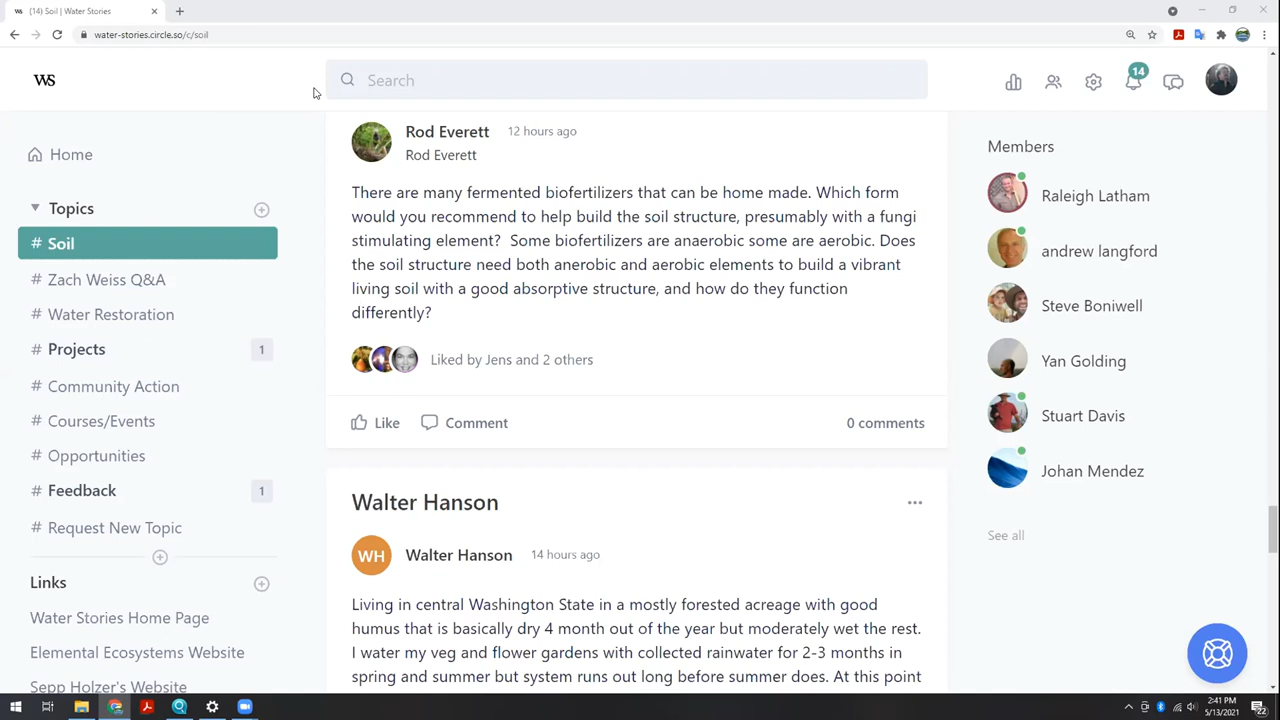 (14) Soil | Water Stories
water-stories.circle.so/c/soil
WS
Search
14
Home
Topics
# Soil
# Zach Weiss Q&A
# Water Restoration
# Projects 1
# Community Action
# Courses/Events
# Opportunities
# Feedback 1
# Request New Topic
Links
Water Stories Home Page
Elemental Ecosystems Website
Sepp Holzer's Website
Rod Everett 12 hours ago
Rod Everett
There are many fermented biofertilizers that can be home made. Which form
would you recommend to help build the soil structure, presumably with a fungi
stimulating element?  Some biofertilizers are anaerobic some are aerobic. Does
the soil structure need both anerobic and aerobic elements to build a vibrant
living soil with a good absorptive structure, and how do they function
differently?
Liked by Jens and 2 others
Like Comment 0 comments
Walter Hanson
WH Walter Hanson 14 hours ago
Living in central Washington State in a mostly forested acreage with good
humus that is basically dry 4 month out of the year but moderately wet the rest.
I water my veg and flower gardens with collected rainwater for 2-3 months in
spring and summer but system runs out long before summer does. At this point
Members
Raleigh Latham
andrew langford
Steve Boniwell
Yan Golding
Stuart Davis
Johan Mendez
See all
2:41 PM
5/13/2021
22